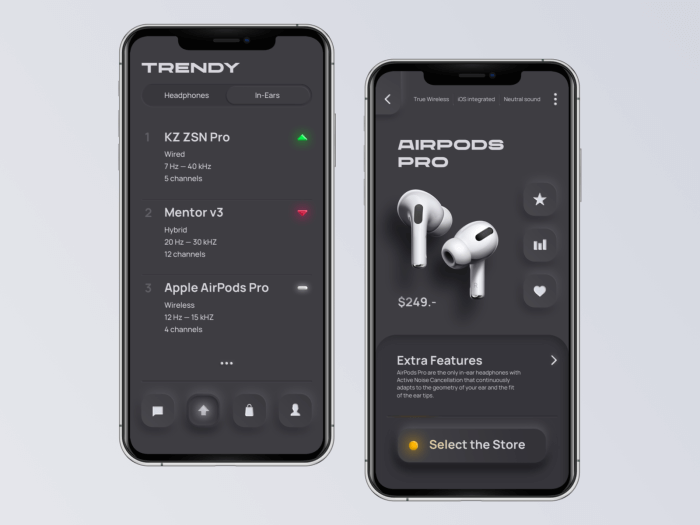 TRENDY
Headphones In-Ears
1 KZ ZSN Pro
Wired
7 Hz — 40 kHz
5 channels
2 Mentor v3
Hybrid
20 Hz — 30 kHZ
12 channels
3 Apple AirPods Pro
Wireless
12 Hz — 15 kHZ
4 channels
True Wireless iOS integrated Neutral sound
AIRPODS
PRO
$249.-
Extra Features
AirPods Pro are the only in-ear headphones with
Active Noise Cancellation that continuously
adapts to the geometry of your ear and the fit
of the ear tips.
Select the Store